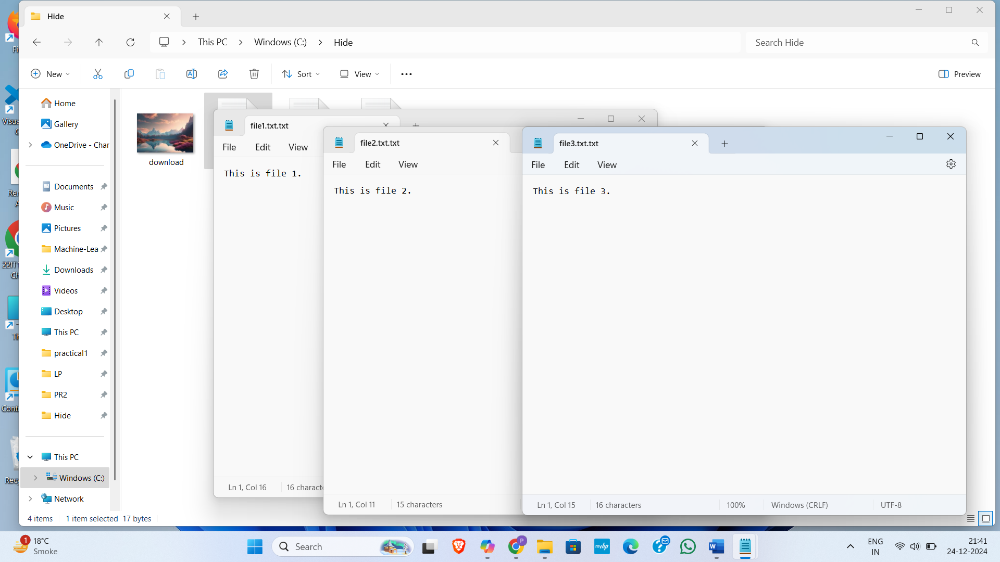 Hide
This PC
Windows (C:)
Hide
Search Hide
New
Sort
View
Preview
Home
Gallery
OneDrive - Char
Documents
Music
Pictures
Machine-Lea
Downloads
Videos
Desktop
This PC
practical1
LP
PR2
Hide
This PC
Windows (C:)
Network
download
file1.txt.txt
File Edit View
This is file 1.
Ln 1, Col 16
16 characte
file2.txt.txt
File Edit View
This is file 2.
Ln 1, Col 11
15 characters
file3.txt.txt
File Edit View
This is file 3.
Ln 1, Col 15
16 characters
100%
Windows (CRLF)
UTF-8
4 items
1 item selected 17 bytes
1
18°C
Smoke
Search
P
myhp
W
ENG
IN
21:41
24-12-2024